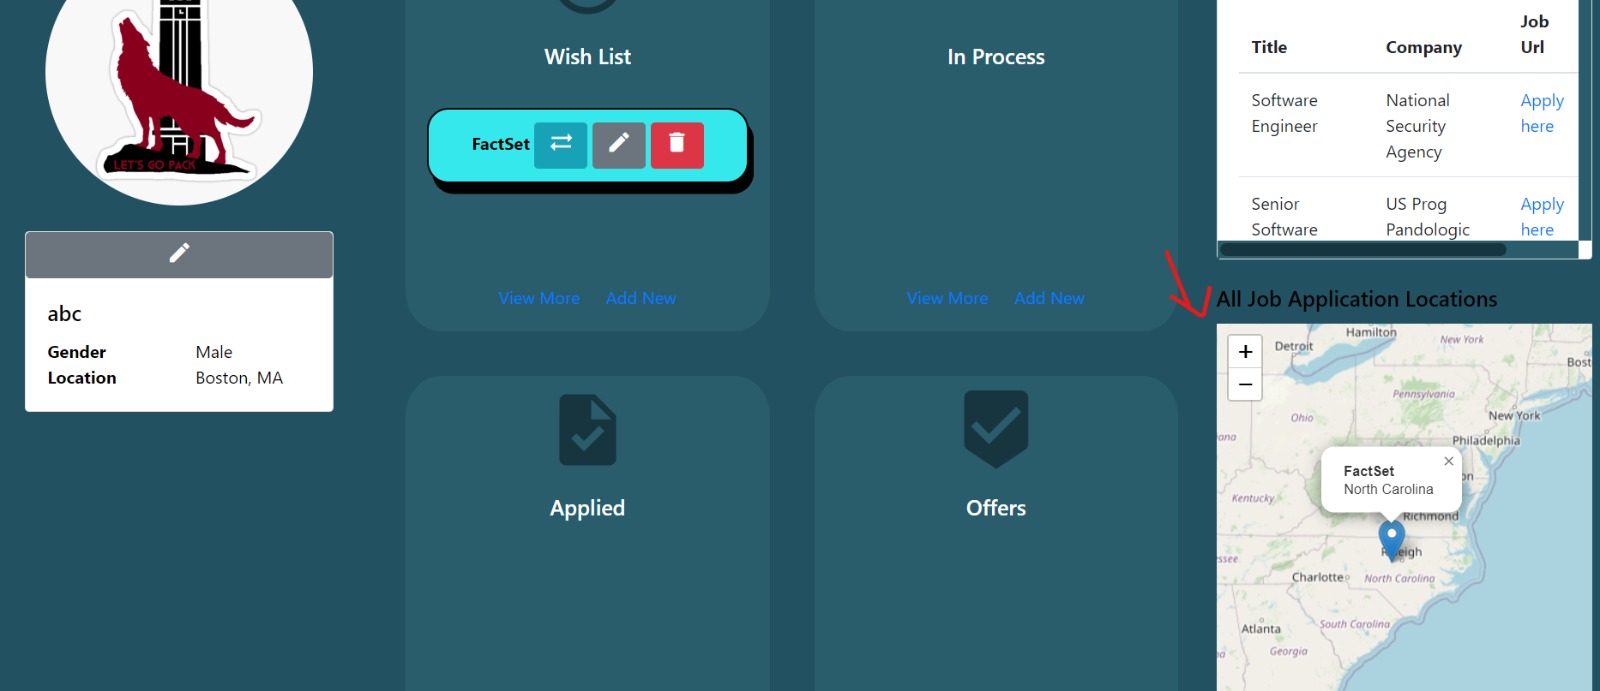 LET'S GO PACK
abc
Gender Male
Location Boston, MA
Wish List
FactSet
View More Add New
In Process
View More Add New
Applied
Offers
Title Company Job
Url
Software
Engineer
National
Security
Agency
Apply
here
Senior
Software
US Prog
Pandologic
Apply
here
All Job Application Locations
+
−
Hamilton
Detroit
New York
Bost
Pennsylvania
Ohio
New York
ana
Philadelphia
FactSet
×
North Carolina
on
Kentucky
Richmond
ssee
Charlotte
North Carolina
South Carolina
Atlanta
Georgia